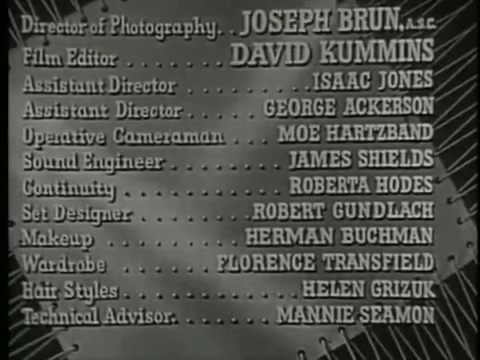 Director of Photography. . JOSEPH BRUN, A.S.C.
Film Editor . . . . . . . DAVID KUMMINS
Assistant Director . . . . . . . . ISAAC JONES
Assistant Director . . . . . GEORGE ACKERSON
Operative Cameraman . . . MOE HARTZBAND
Sound Engineer . . . . . . . . JAMES SHIELDS
Continuity . . . . . . . . . . . ROBERTA HODES
Set Designer . . . . . . . . ROBERT GUNDLACH
Makeup . . . . . . . . . HERMAN BUCHMAN
Wardrobe . . . . . . . FLORENCE TRANSFIELD
Hair Styles . . . . . . . . . . . HELEN GRIZUK
Technical Advisor. . . . . . . MANNIE SEAMON